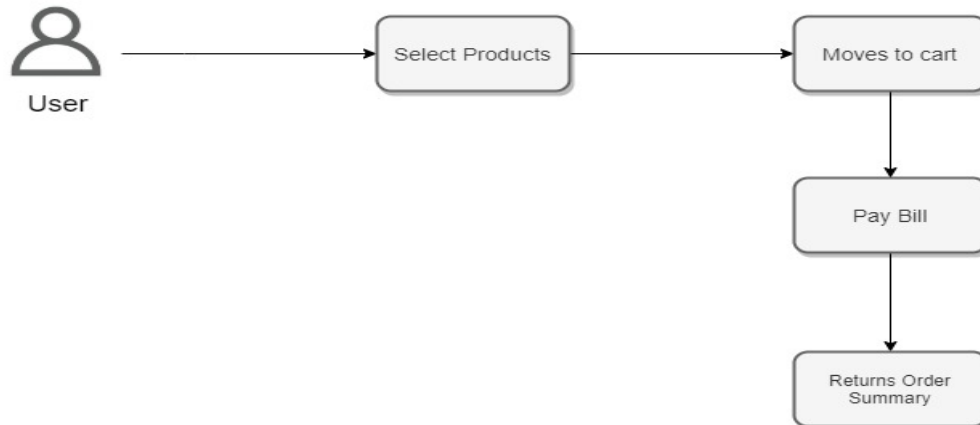 User
Select Products
Moves to cart
Pay Bill
Returns Order
Summary